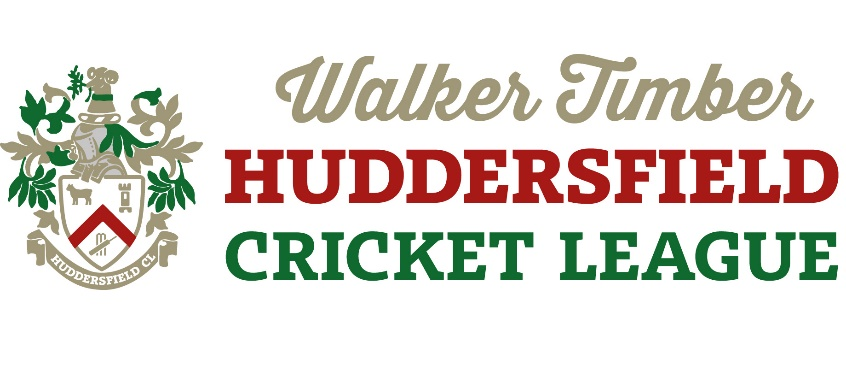 Walker Timber
HUDDERSFIELD
CRICKET LEAGUE
HUDDERSFIELD CL